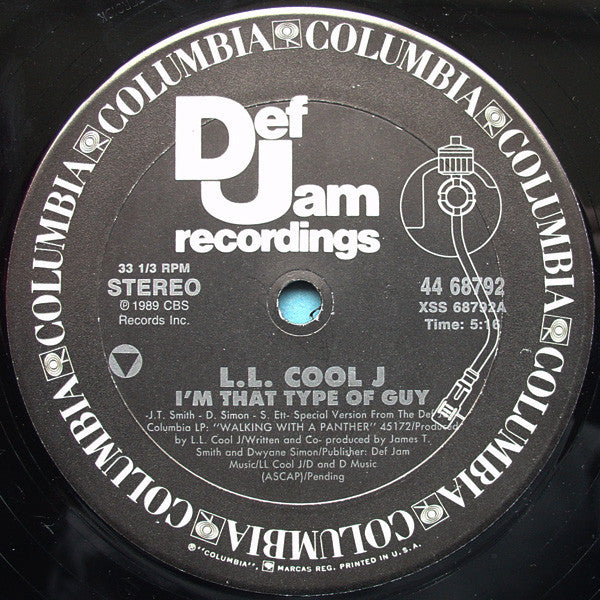 COLUMBIA COLUMBIA COLUMBIA COLUMBIA COLUMBIA COLUMBIA COLUMBIA COLUMBIA COLUMBIA
Def
Jam
recordings
33 1/3 RPM
STEREO
℗ 1989 CBS
Records Inc.
44 68792
XSS 68792A
Time: 5:16
L.L. COOL J
I'M THAT TYPE OF GUY
-J.T. Smith - D. Simon - S. Ett- Special Version From The Def Jam/
Columbia LP: "WALKING WITH A PANTHER" 45172/Produced
by L.L. Cool J/Written and Co- produced by James T.
Smith and Dwyane Simon/Publisher: Def Jam
Music/LL Cool J/D and D Music
(ASCAP)/Pending
® "COLUMBIA", MARCAS REG. PRINTED IN U.S.A.